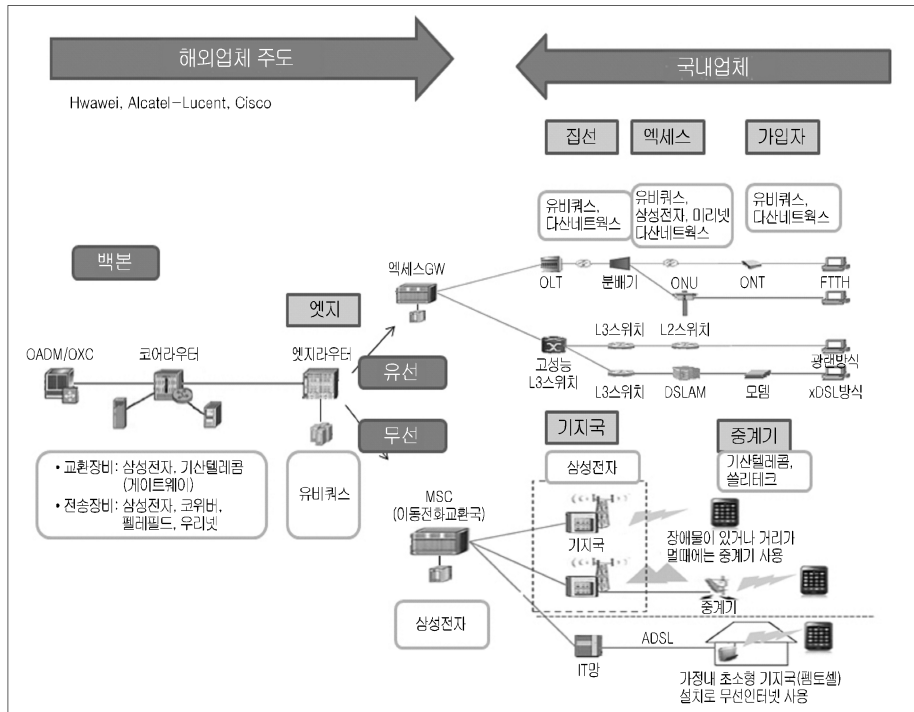 해외업체 주도
국내업체
Hwawei, Alcatel-Lucent, Cisco
집선
엑세스
가입자
유비쿼스,
다산네트웍스
유비쿼스,
삼성전자, 미리넷
다산네트웍스
유비쿼스,
다산네트웍스
백본
엣지
엑세스GW
OLT
분배기
ONU
ONT
FTTH
OADM/OXC
코어라우터
엣지라우터
유선
무선
고성능
L3스위치
L3스위치
L2스위치
광랜방식
L3스위치
DSLAM
모뎀
xDSL방식
• 교환장비: 삼성전자, 기산텔레콤
(게이트웨이)
• 전송장비: 삼성전자, 코위버,
펠레필드, 우리넷
유비쿼스
기지국
중계기
삼성전자
기산텔레콤,
쏠리테크
MSC
(이동전화교환국)
기지국
장애물이 있거나 거리가
멀때에는 중계기 사용
중계기
삼성전자
IT망
ADSL
가정내 초소형 기지국(펨토셀)
설치로 무선인터넷 사용